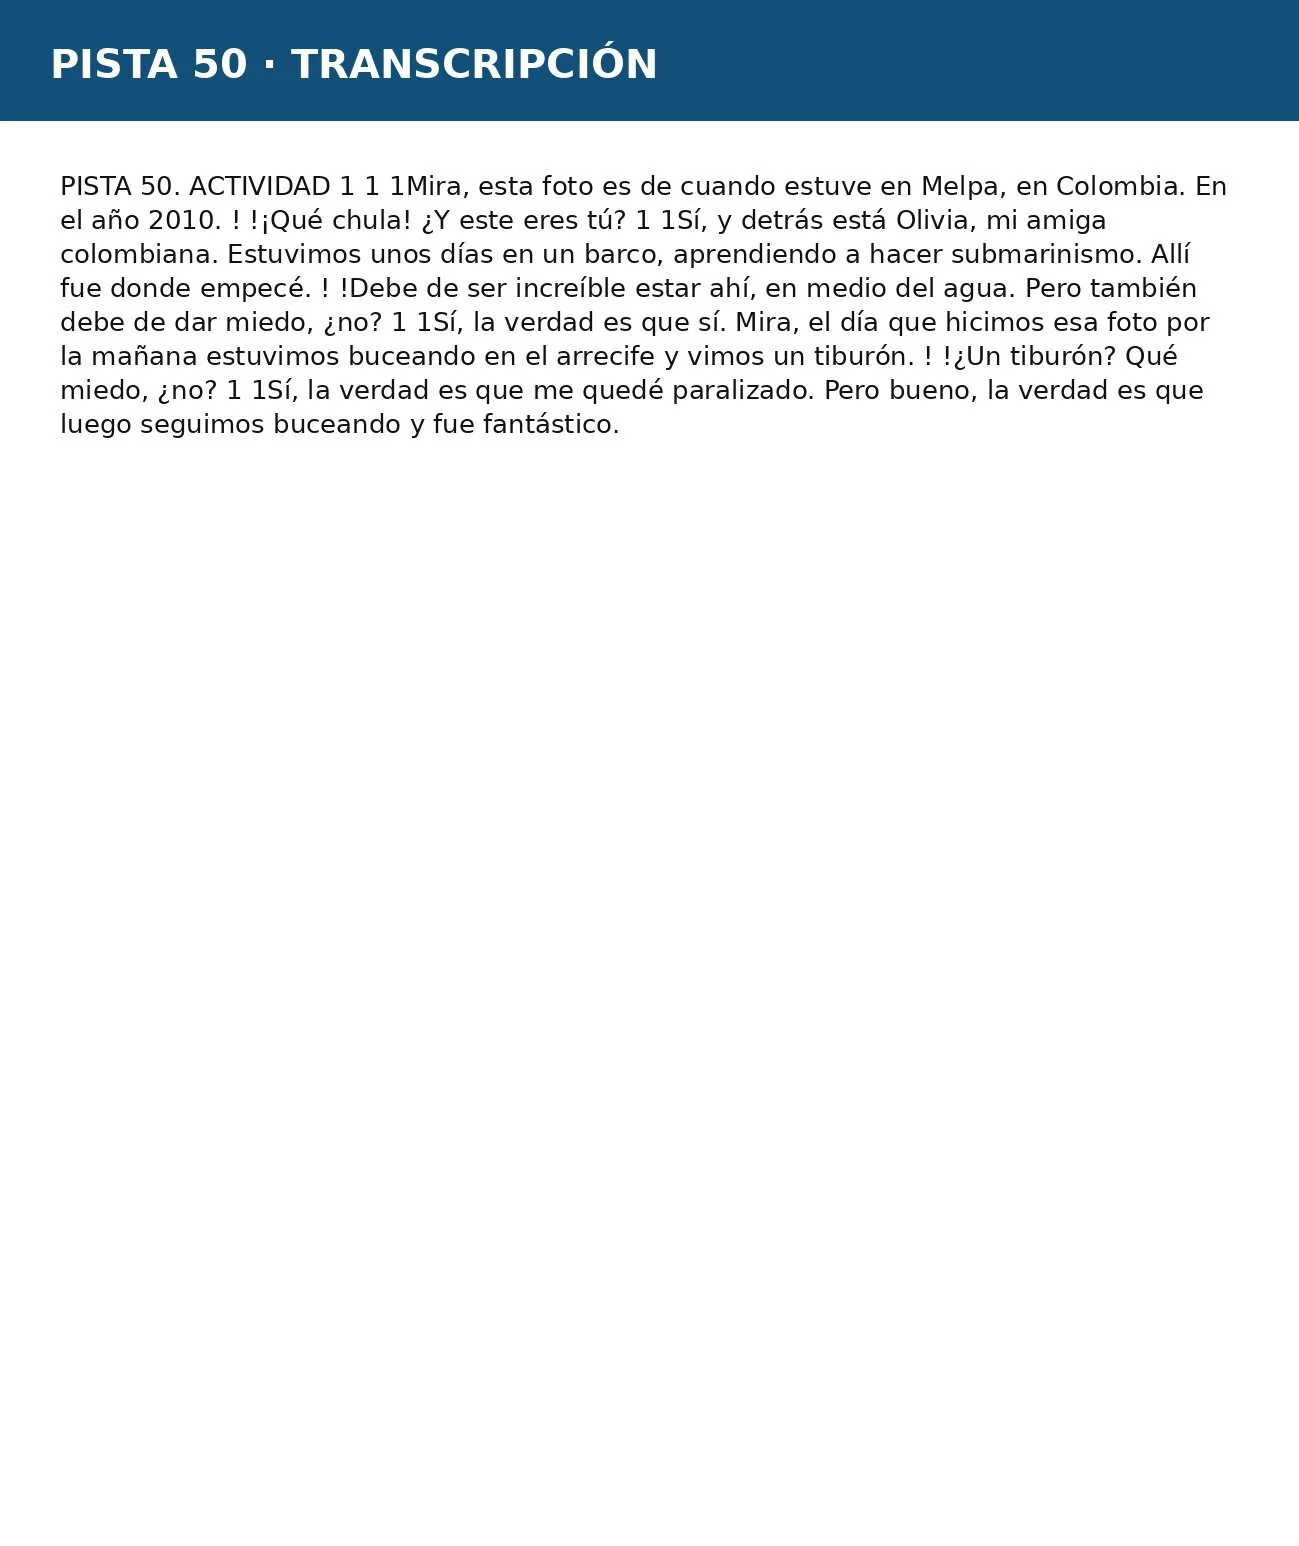 PISTA 50 · TRANSCRIPCIÓN
PISTA 50. ACTIVIDAD 1 1 1Mira, esta foto es de cuando estuve en Melpa, en Colombia. En
el año 2010. ! !¡Qué chula! ¿Y este eres tú? 1 1Sí, y detrás está Olivia, mi amiga
colombiana. Estuvimos unos días en un barco, aprendiendo a hacer submarinismo. Allí
fue donde empecé. ! !Debe de ser increíble estar ahí, en medio del agua. Pero también
debe de dar miedo, ¿no? 1 1Sí, la verdad es que sí. Mira, el día que hicimos esa foto por
la mañana estuvimos buceando en el arrecife y vimos un tiburón. ! !¿Un tiburón? Qué
miedo, ¿no? 1 1Sí, la verdad es que me quedé paralizado. Pero bueno, la verdad es que
luego seguimos buceando y fue fantástico.